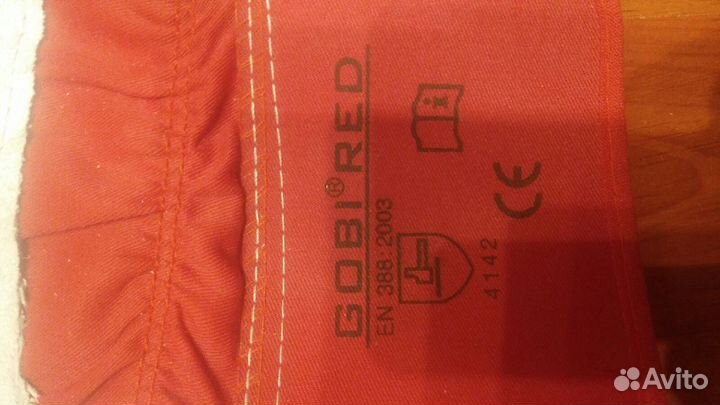 GOBI® RED
EN 388:2003
4142
CE
Avito